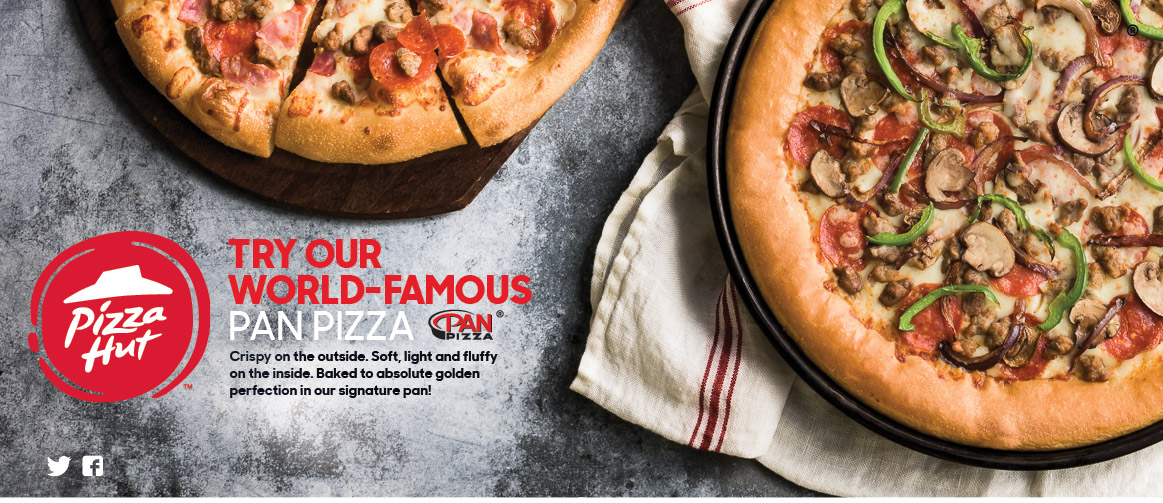 TRY OUR
WORLD-FAMOUS
PAN PIZZA PAN PIZZA ®
Pizza
Hut
™
Crispy on the outside. Soft, light and fluffy
on the inside. Baked to absolute golden
perfection in our signature pan!
®